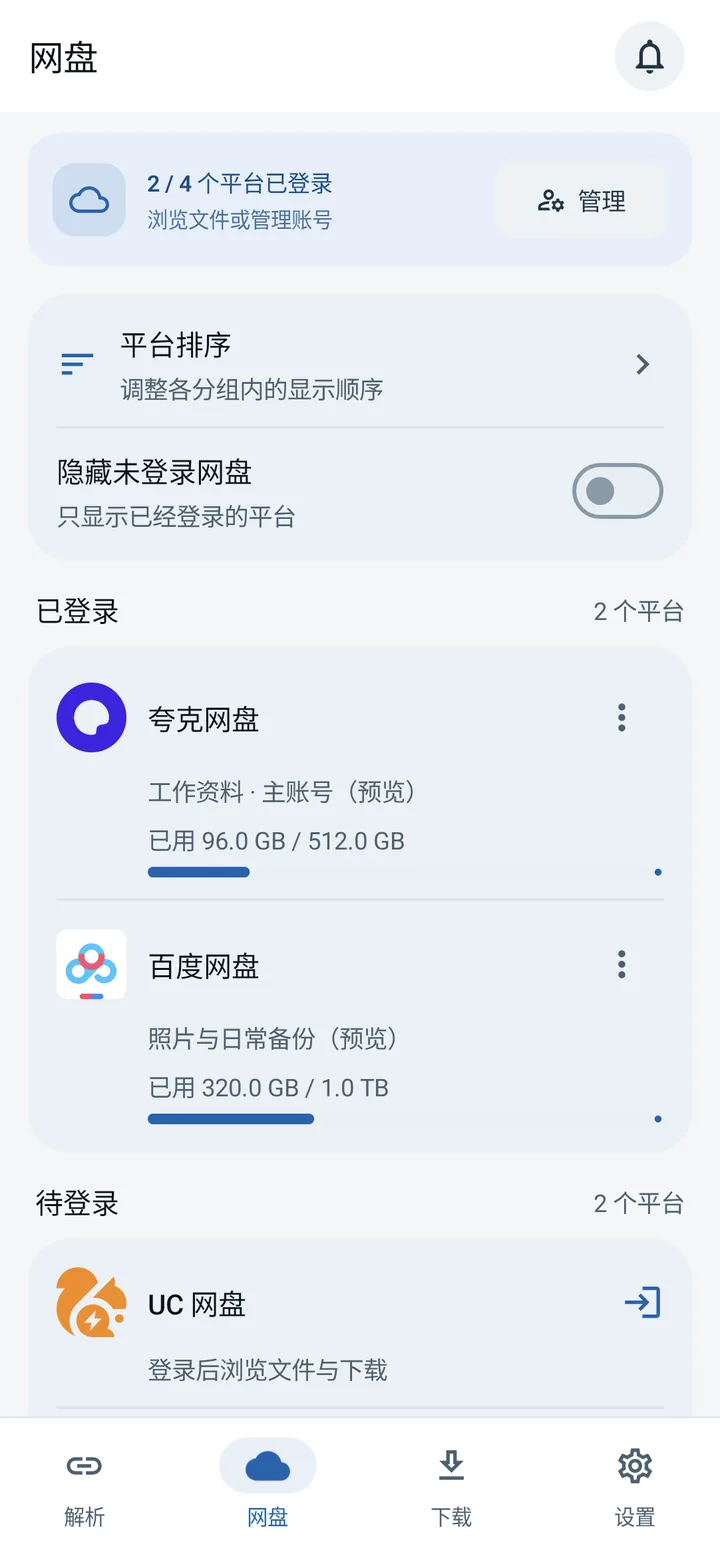 网盘
2 / 4 个平台已登录
浏览文件或管理账号
管理
平台排序
调整各分组内的显示顺序
隐藏未登录网盘
只显示已经登录的平台
已登录
2 个平台
夸克网盘
工作资料 · 主账号（预览）
已用 96.0 GB / 512.0 GB
百度网盘
照片与日常备份（预览）
已用 320.0 GB / 1.0 TB
待登录
2 个平台
UC 网盘
登录后浏览文件与下载
解析
网盘
下载
设置